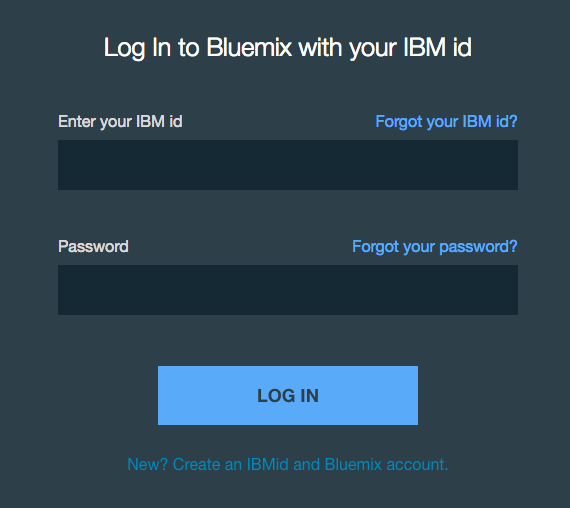 Log In to Bluemix with your IBM id
Enter your IBM id Forgot your IBM id?
Password Forgot your password?
LOG IN
New? Create an IBMid and Bluemix account.